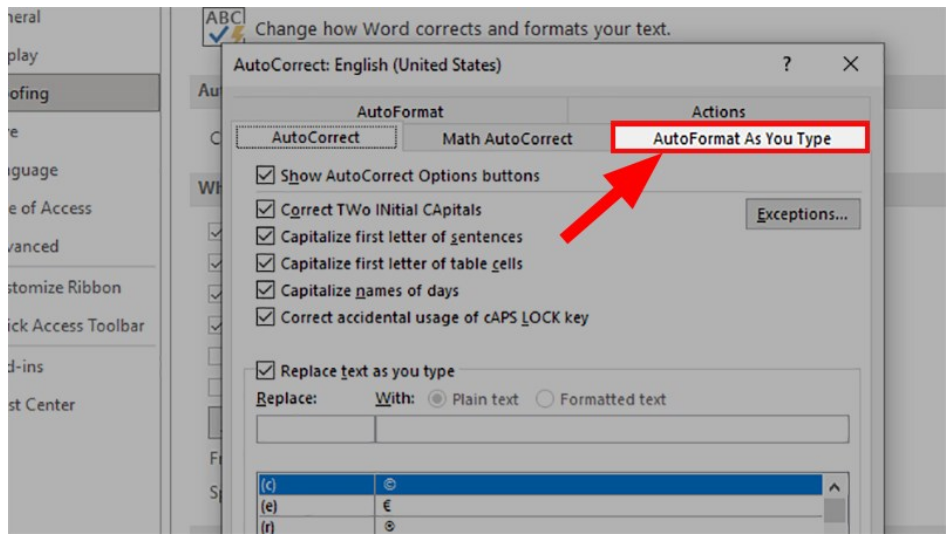 neral
play
ofing
re
nguage
e of Access
vanced
stomize Ribbon
ick Access Toolbar
d-ins
st Center
ABC
Change how Word corrects and formats your text.
Au
C
Wh
Fr
Sp
AutoCorrect: English (United States)
?
AutoFormat
Actions
AutoCorrect
Math AutoCorrect
AutoFormat As You Type
Show AutoCorrect Options buttons
Correct TWo INitial CApitals
Exceptions...
Capitalize first letter of sentences
Capitalize first letter of table cells
Capitalize names of days
Correct accidental usage of cAPS LOCK key
Replace text as you type
Replace: With: Plain text Formatted text
(c) ©
(e) €
(r) ®